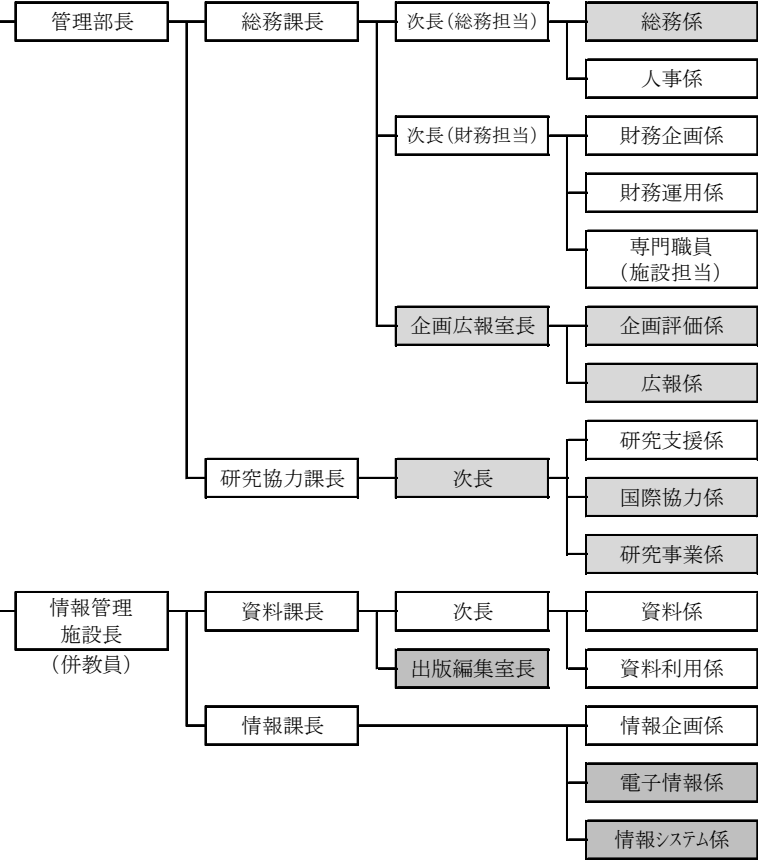 管理部長
総務課長
次長（総務担当）
総務係
人事係
次長（財務担当）
財務企画係
財務運用係
専門職員
（施設担当）
企画広報室長
企画評価係
広報係
研究協力課長
次長
研究支援係
国際協力係
研究事業係
情報管理
施設長
（併教員）
資料課長
次長
資料係
出版編集室長
資料利用係
情報課長
情報企画係
電子情報係
情報システム係